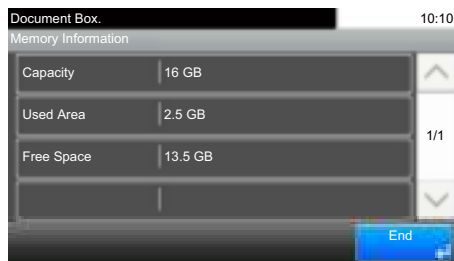 Document Box. 10:10
Memory Information
Capacity 16 GB
Used Area 2.5 GB
1/1
Free Space 13.5 GB
End